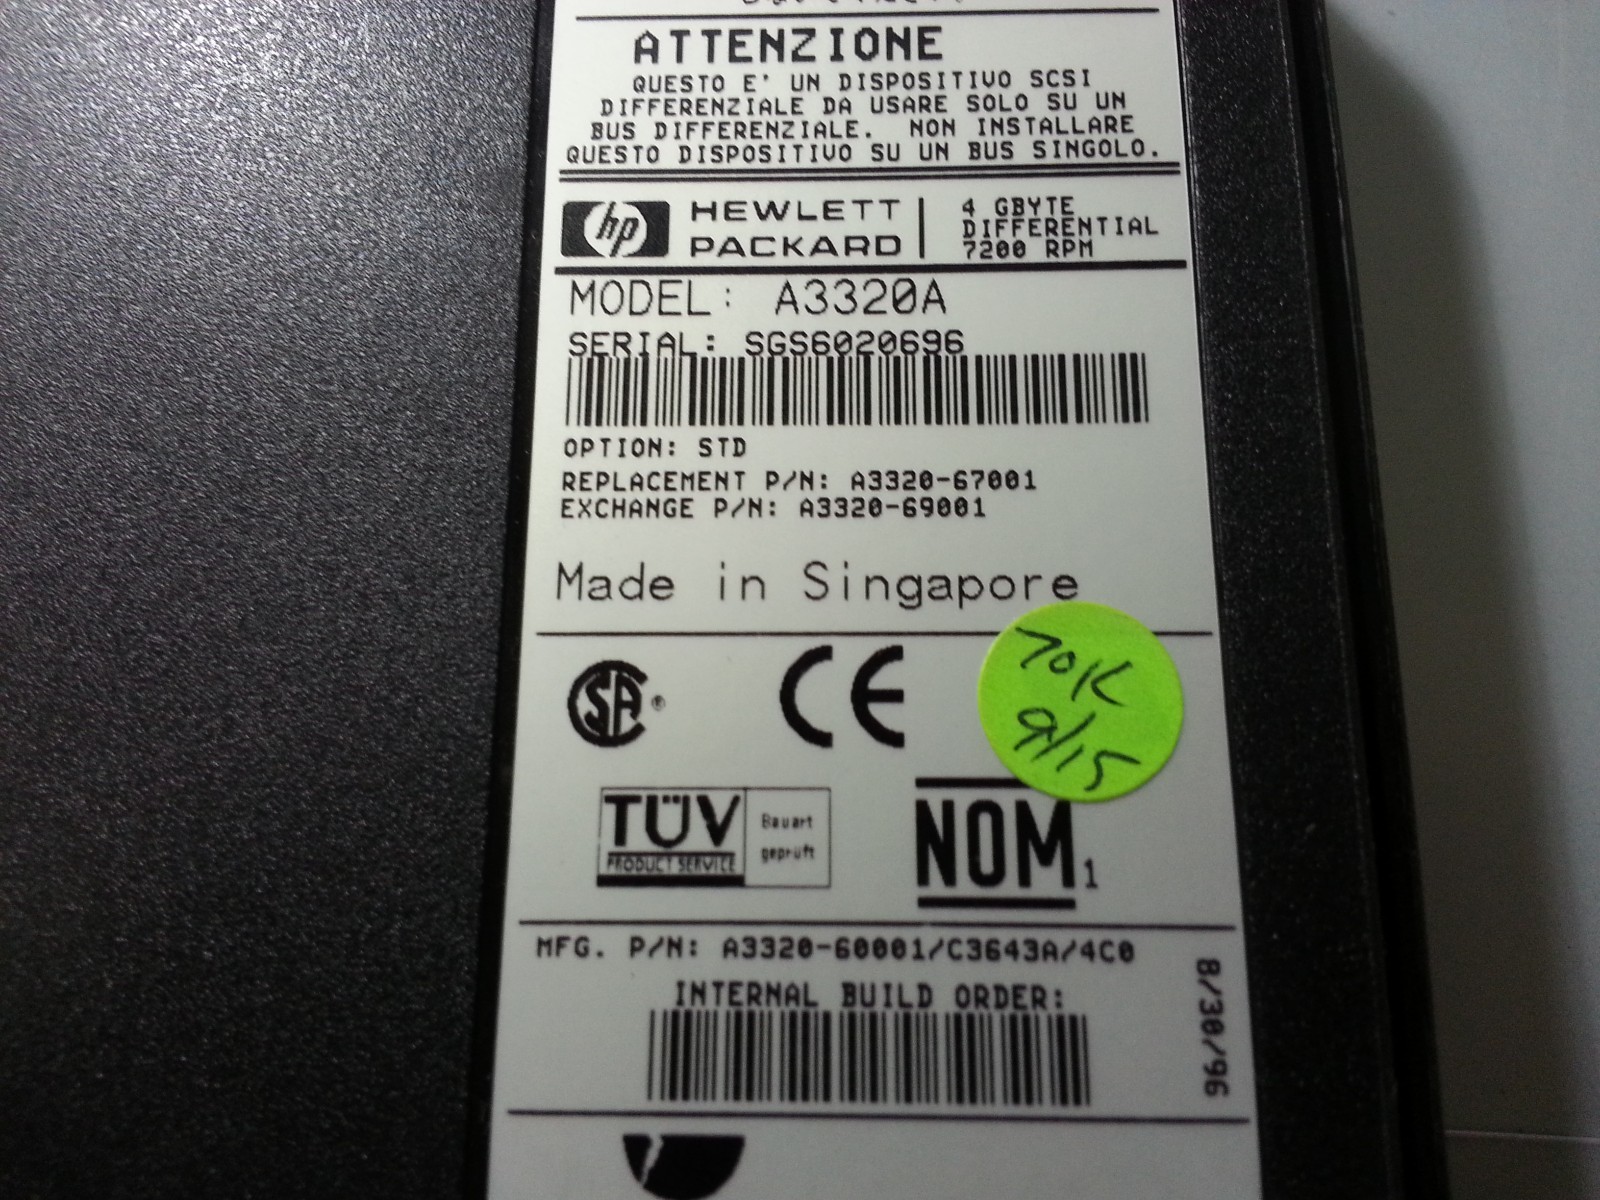 ATTENZIONE
QUESTO E' UN DISPOSITIVO SCSI
DIFFERENZIALE DA USARE SOLO SU UN
BUS DIFFERENZIALE. NON INSTALLARE
QUESTO DISPOSITIVO SU UN BUS SINGOLO.
hp HEWLETT PACKARD
4 GBYTE
DIFFERENTIAL
7200 RPM
MODEL: A3320A
SERIAL: SGS6020696
OPTION: STD
REPLACEMENT P/N: A3320-67001
EXCHANGE P/N: A3320-69001
Made in Singapore
70K
9/15
CSA ®
CE
TÜV
PRODUCT SERVICE
Bauart
geprüft
NOM 1
MFG. P/N: A3320-60001/C3643A/4C0
INTERNAL BUILD ORDER:
8/30/96